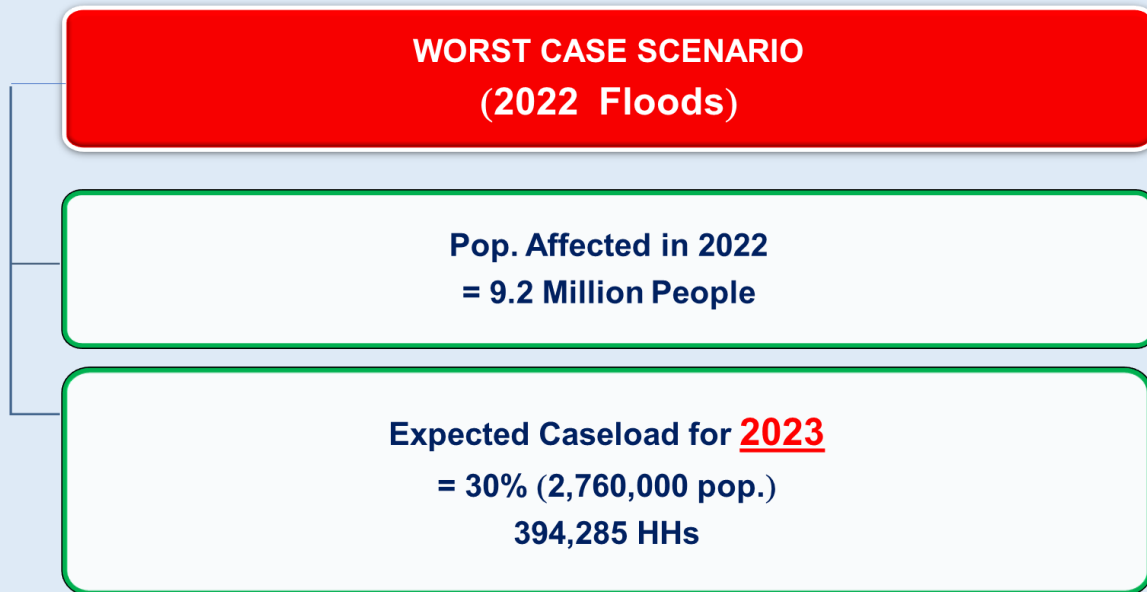 WORST CASE SCENARIO
(2022 Floods)
Pop. Affected in 2022
= 9.2 Million People
Expected Caseload for 2023
= 30% (2,760,000 pop.)
394,285 HHs